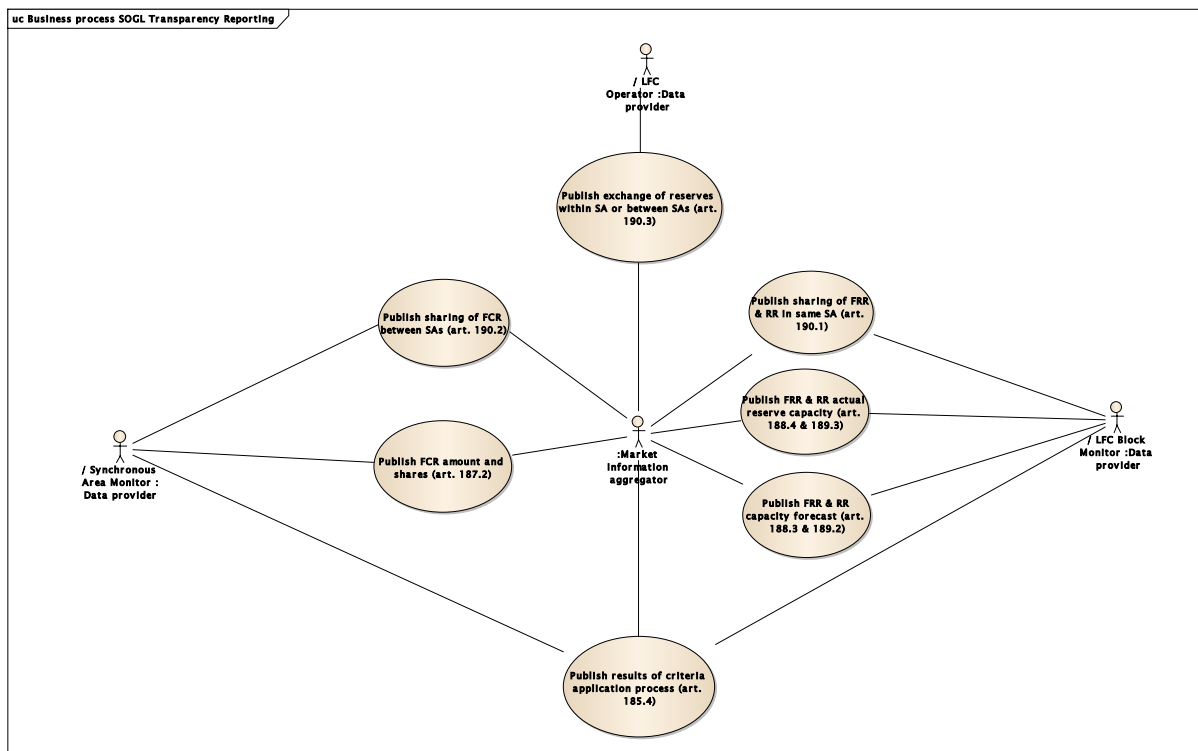 uc Business process SOGL Transparency Reporting
/ LFC
Operator :Data
provider
Publish exchange of reserves
within SA or between SAs (art.
190.3)
Publish sharing of FCR
between SAs (art. 190.2)
Publish sharing of FRR
& RR in same SA (art.
190.1)
Publish FRR & RR actual
reserve capacity (art.
188.4 & 189.3)
/ Synchronous
Area Monitor :
Data provider
Publish FCR amount and
shares (art. 187.2)
:Market
information
aggregator
/ LFC Block
Monitor :Data
provider
Publish FRR & RR
capacity forecast (art.
188.3 & 189.2)
Publish results of criteria
application process (art.
185.4)